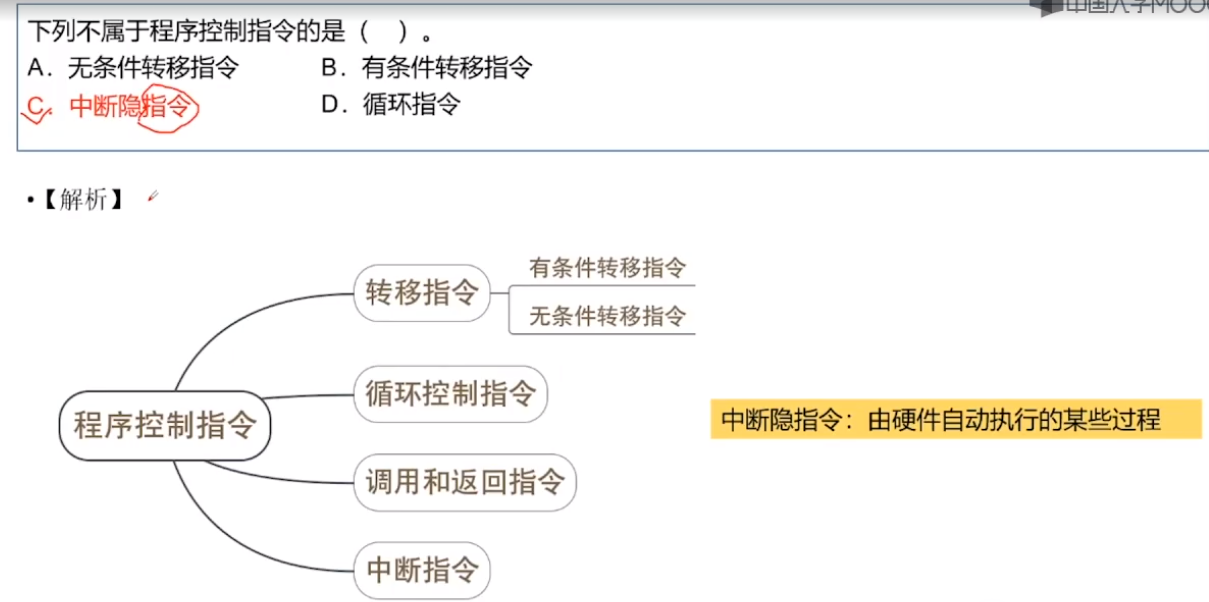 中国大学MOO
下列不属于程序控制指令的是（ ）。
A．无条件转移指令 B．有条件转移指令
C．中断隐指令 D．循环指令
•【解析】
有条件转移指令
转移指令
无条件转移指令
循环控制指令
程序控制指令
中断隐指令：由硬件自动执行的某些过程
调用和返回指令
中断指令